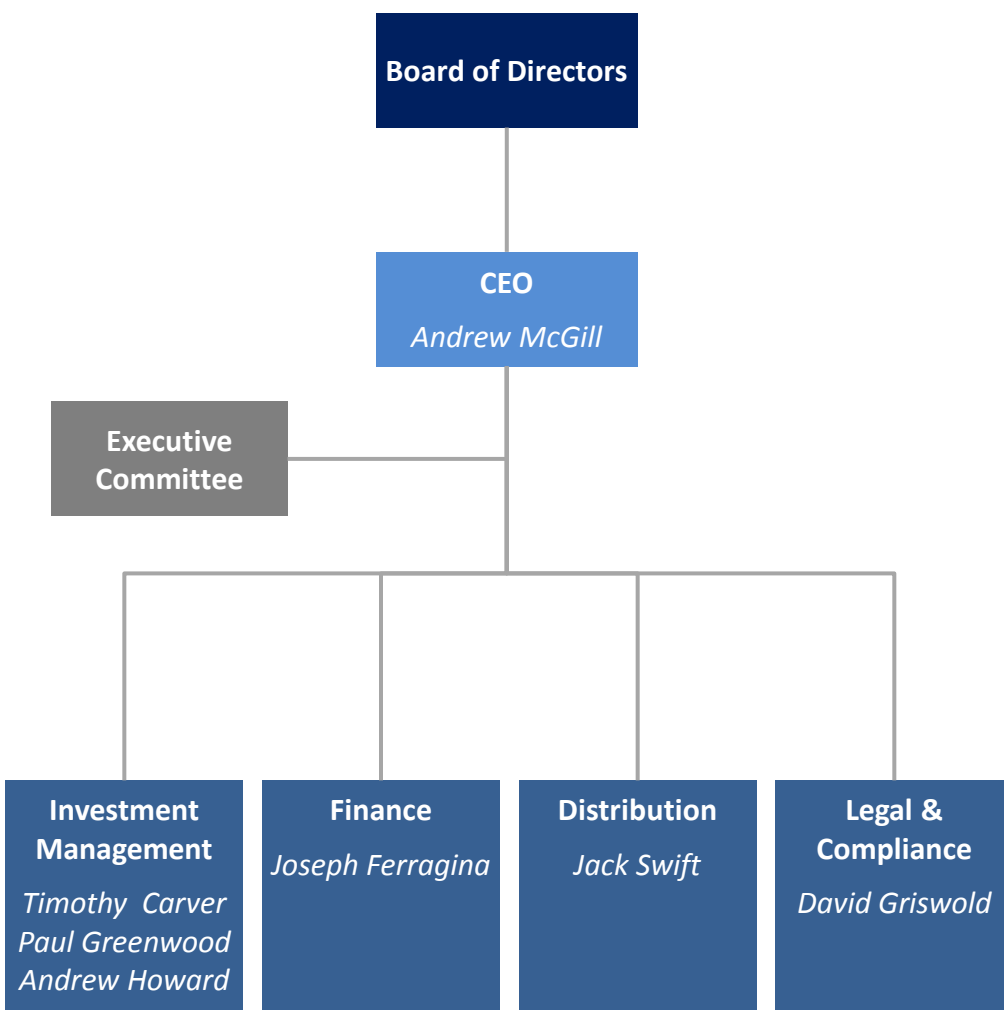 Board of Directors
CEO
Andrew McGill
Executive
Committee
Investment
Management
Timothy Carver
Paul Greenwood
Andrew Howard
Finance
Joseph Ferragina
Distribution
Jack Swift
Legal &
Compliance
David Griswold